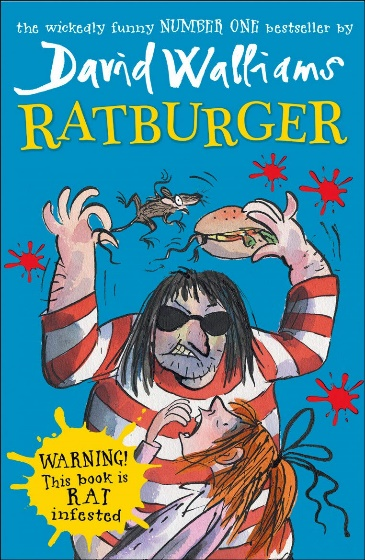 the wickedly funny NUMBER ONE bestseller by
David Walliams
RATBURGER
WARNING!
This book is
RAT
infested